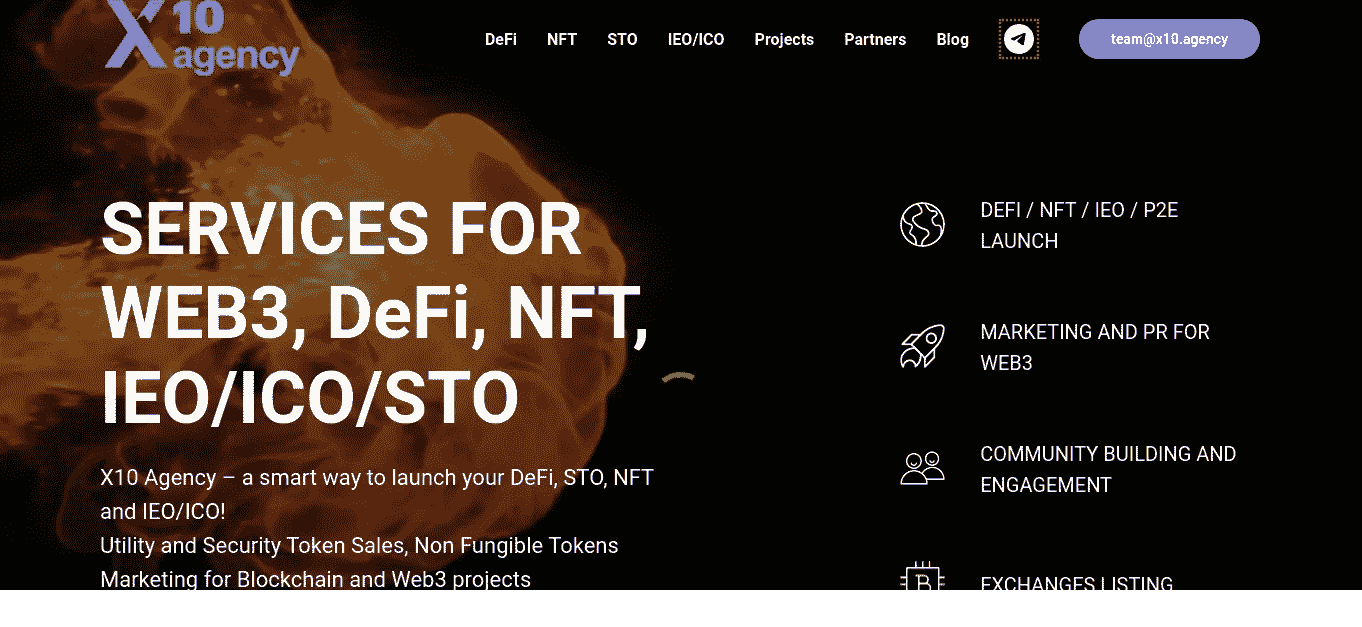 X10
agency
DeFi NFT STO IEO/ICO Projects Partners Blog team@x10.agency
SERVICES FOR
WEB3, DeFi, NFT,
IEO/ICO/STO
X10 Agency – a smart way to launch your DeFi, STO, NFT
and IEO/ICO!
Utility and Security Token Sales, Non Fungible Tokens
Marketing for Blockchain and Web3 projects
DEFI / NFT / IEO / P2E
LAUNCH
MARKETING AND PR FOR
WEB3
COMMUNITY BUILDING AND
ENGAGEMENT
EXCHANGES LISTING